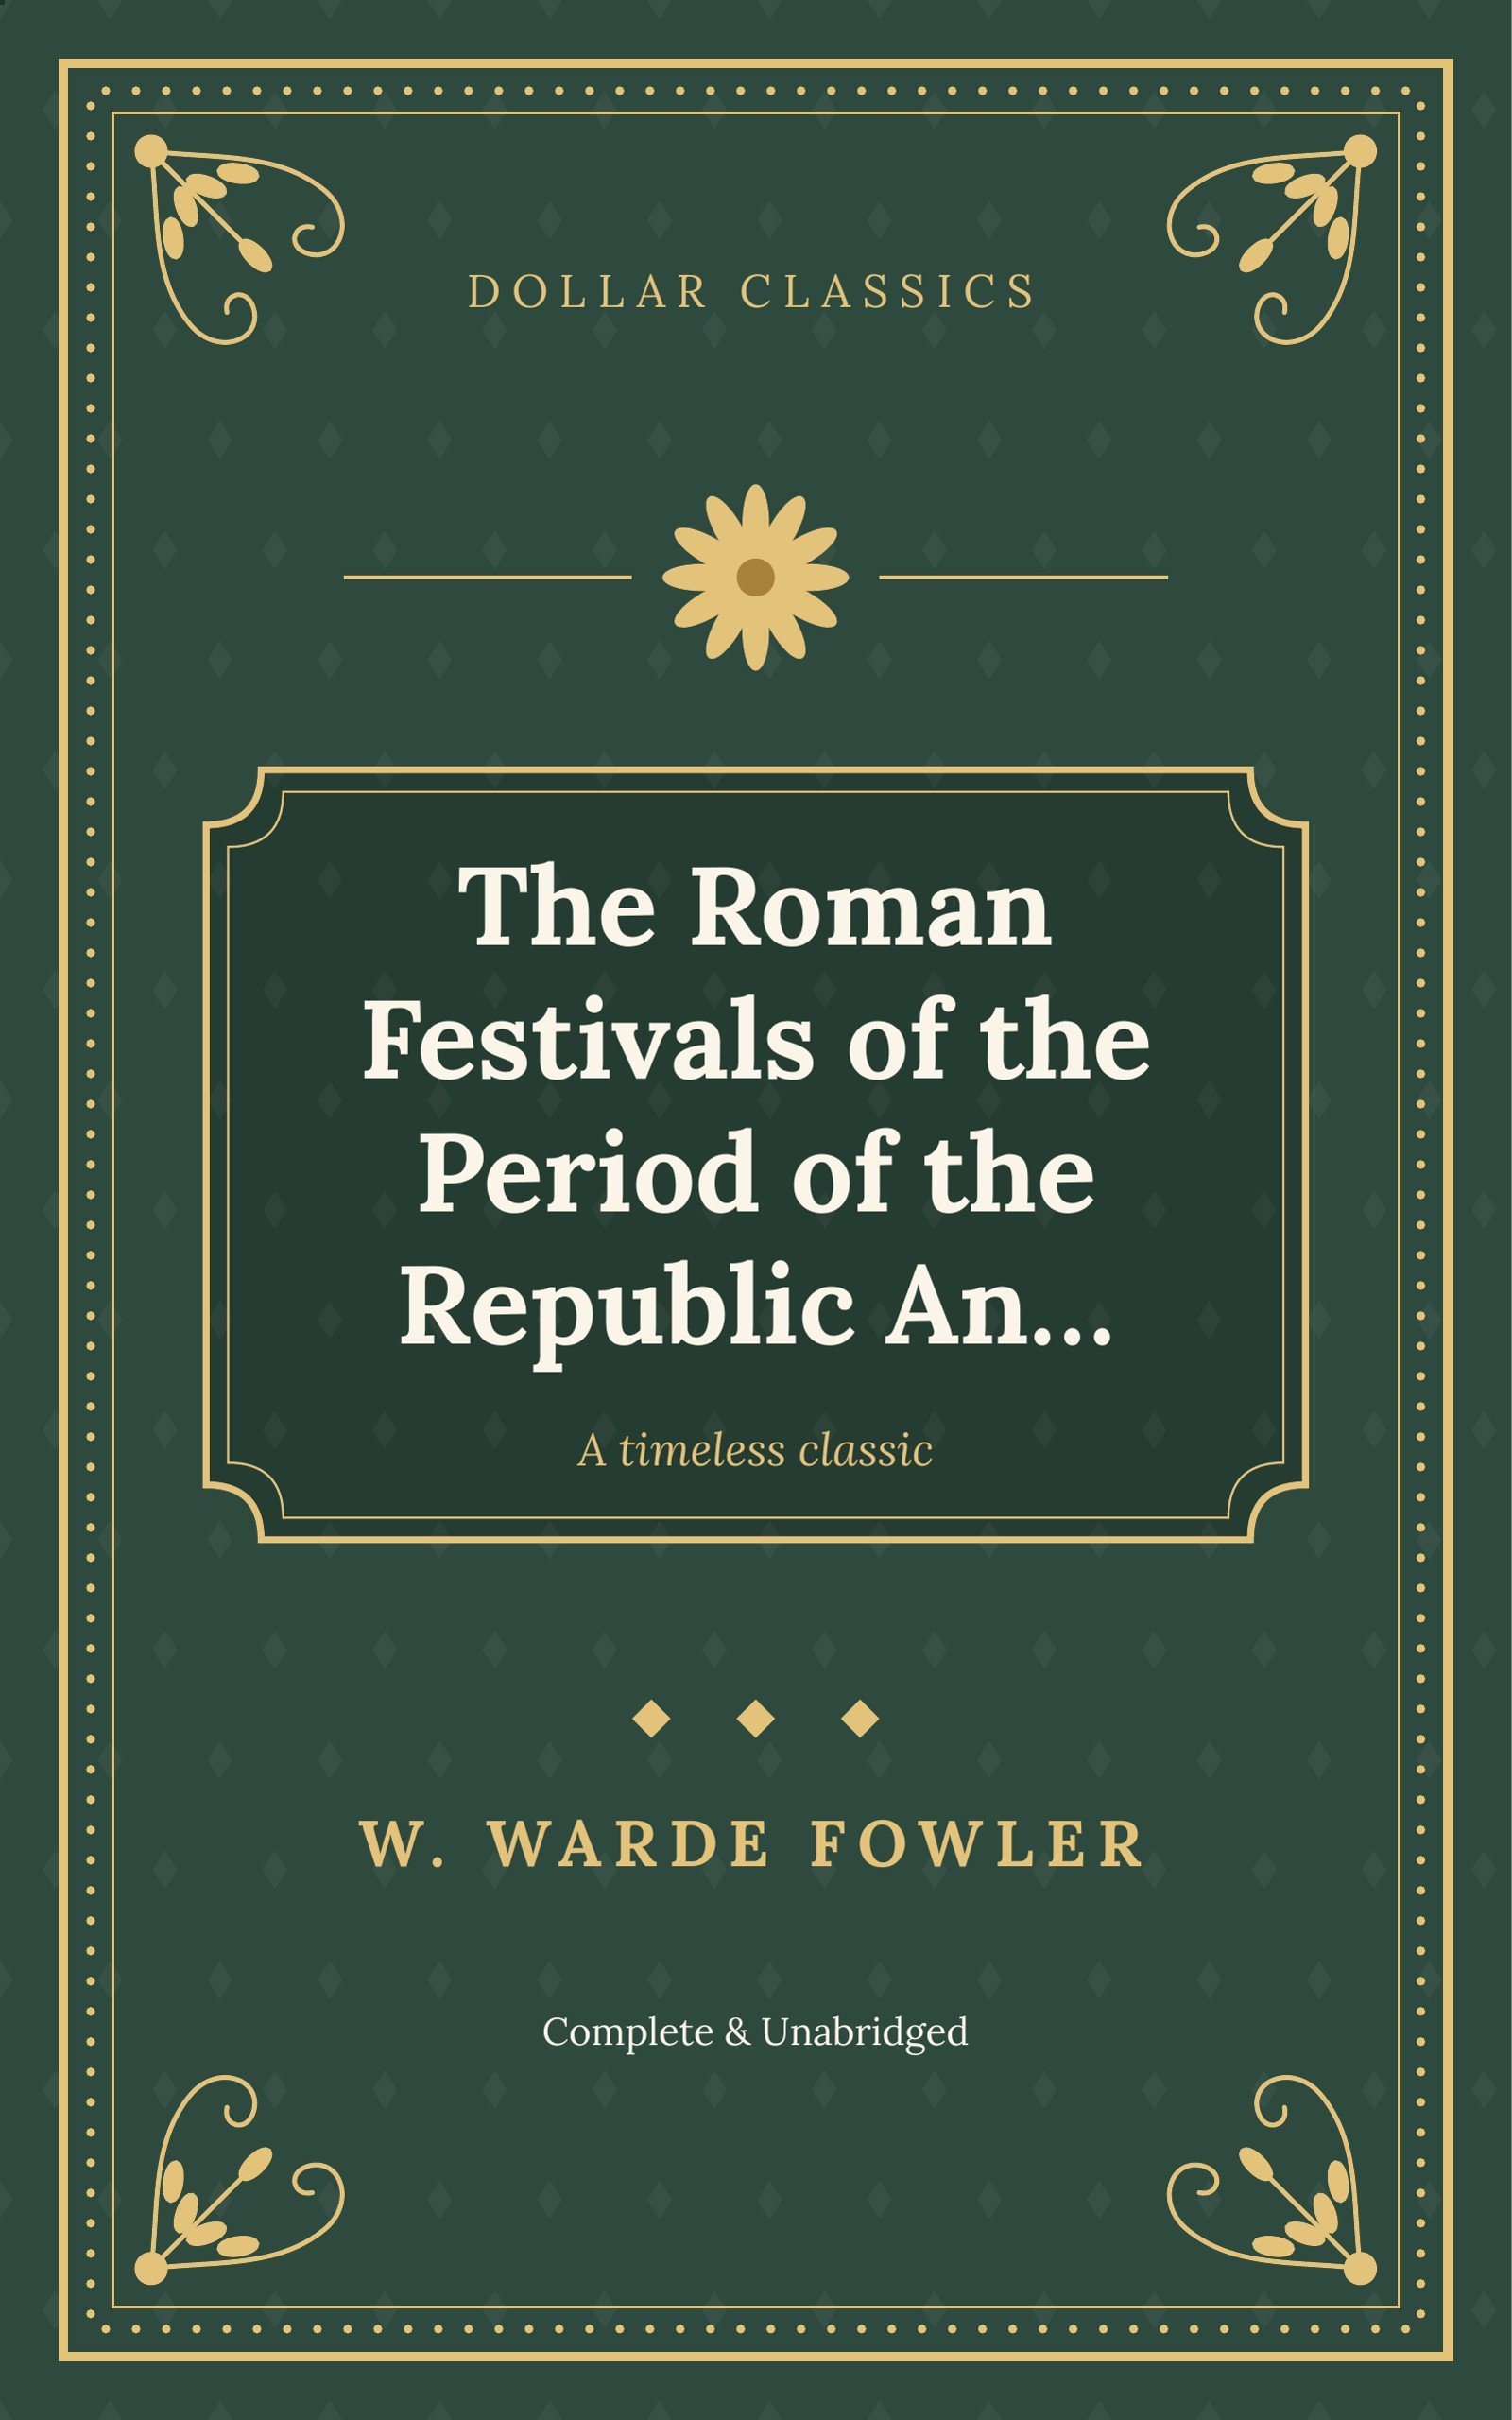 DOLLAR CLASSICS
The Roman
Festivals of the
Period of the
Republic An...
A timeless classic
W. WARDE FOWLER
Complete & Unabridged